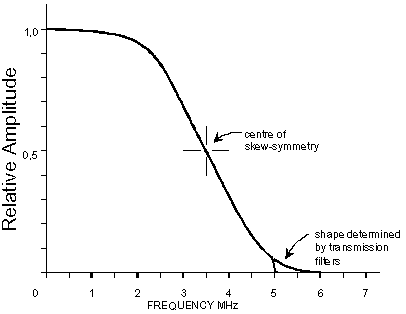 Relative Amplitude
1,0
0,5
centre of
skew-symmetry
shape determined
by transmission
filters
0 1 2 3 4 5 6 7
FREQUENCY MHz